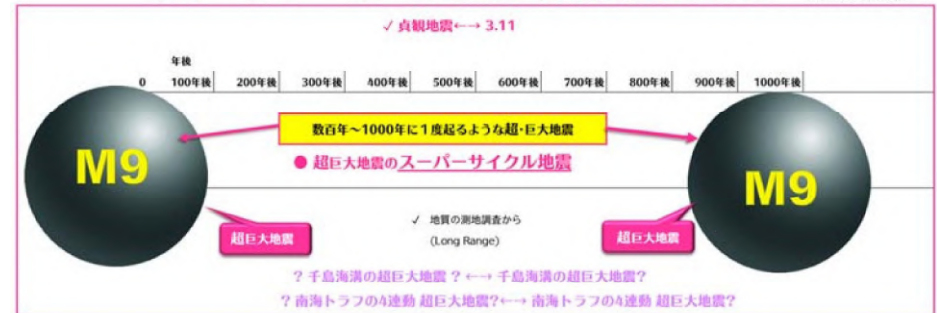 ✓ 貞観地震←→ 3.11
年後
0 100年後 200年後 300年後 400年後 500年後 600年後 700年後 800年後 900年後 1000年後
数百年〜1000年に1度起るような超・巨大地震
M9
● 超巨大地震のスーパーサイクル地震
M9
✓ 地質の測地調査から
超巨大地震
超巨大地震
(Long Range)
? 千島海溝の超巨大地震 ? ←→ 千島海溝の超巨大地震?
? 南海トラフの4連動 超巨大地震?←→ 南海トラフの4連動 超巨大地震?